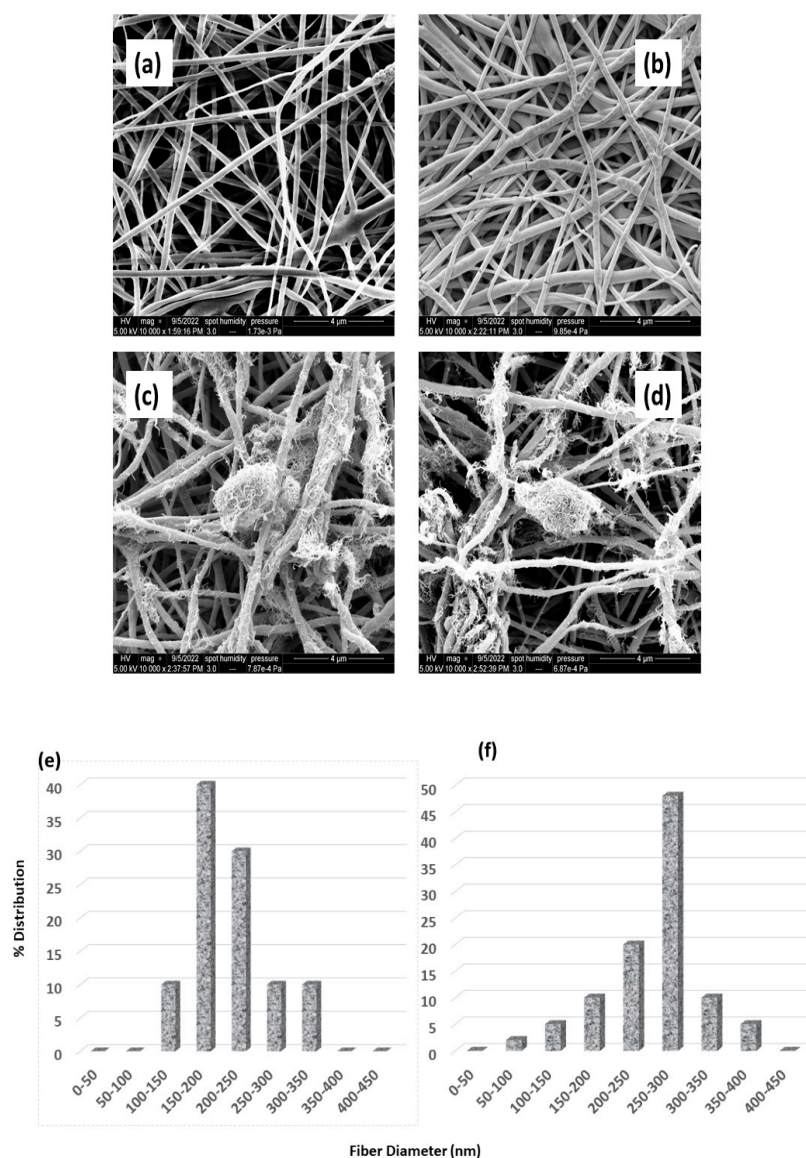 (a)
(b)
HV mag 9/5/2022 spot humidity pressure 4 µm
5.00 kV 10 000 x 1:59:16 PM 3.0 --- 1.73e-3 Pa
HV mag 9/5/2022 spot humidity pressure 4 µm
5.00 kV 10 000 x 2:22:11 PM 3.0 --- 9.85e-4 Pa
(c)
(d)
HV mag 9/5/2022 spot humidity pressure 4 µm
5.00 kV 10 000 x 2:37:57 PM 3.0 --- 7.87e-4 Pa
HV mag 9/5/2022 spot humidity pressure 4 µm
5.00 kV 10 000 x 2:52:39 PM 3.0 --- 6.87e-4 Pa
(e)
% Distribution
40
35
30
25
20
15
10
5
0
0-50
50-100
100-150
150-200
200-250
250-300
300-350
350-400
400-450
(f)
50
45
40
35
30
25
20
15
10
5
0
0-50
50-100
100-150
150-200
200-250
250-300
300-350
350-400
400-450
Fiber Diameter (nm)